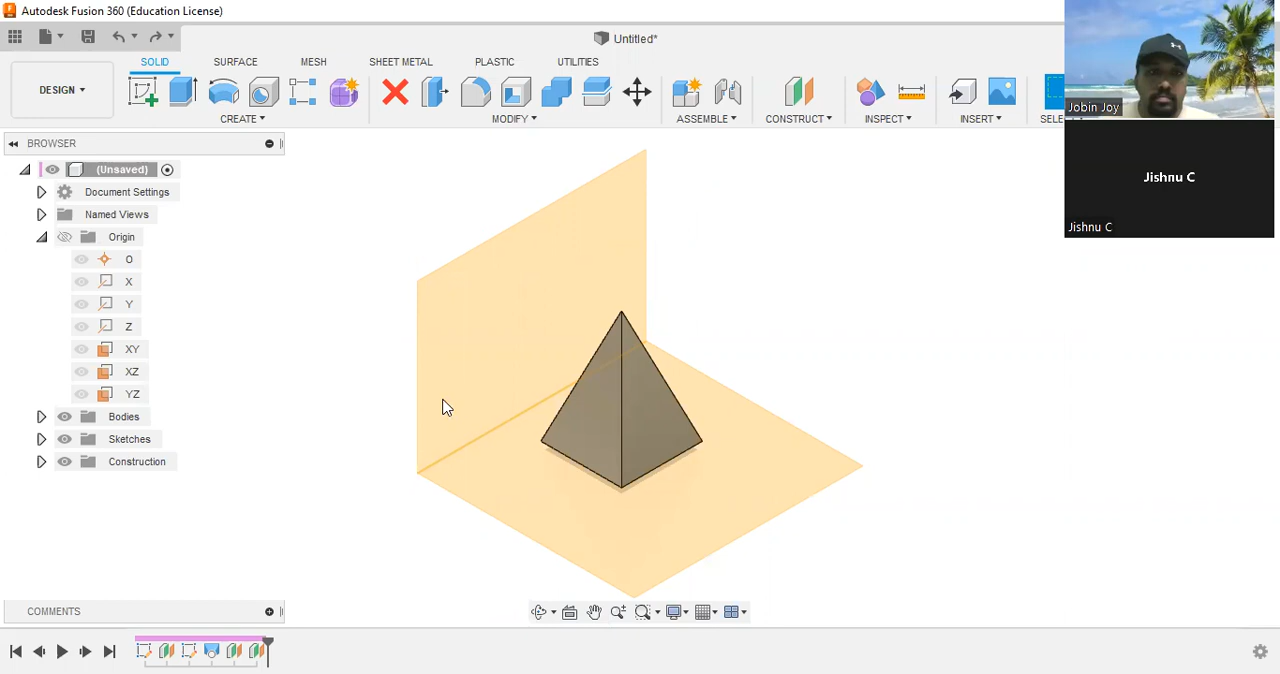 Autodesk Fusion 360 (Education License)
Untitled*
DESIGN
SOLID SURFACE MESH SHEET METAL PLASTIC UTILITIES
CREATE MODIFY ASSEMBLE CONSTRUCT INSPECT INSERT
Jobin Joy
Jishnu C
Jishnu C
BROWSER
(Unsaved)
Document Settings
Named Views
Origin
O
X
Y
Z
XY
XZ
YZ
Bodies
Sketches
Construction
COMMENTS